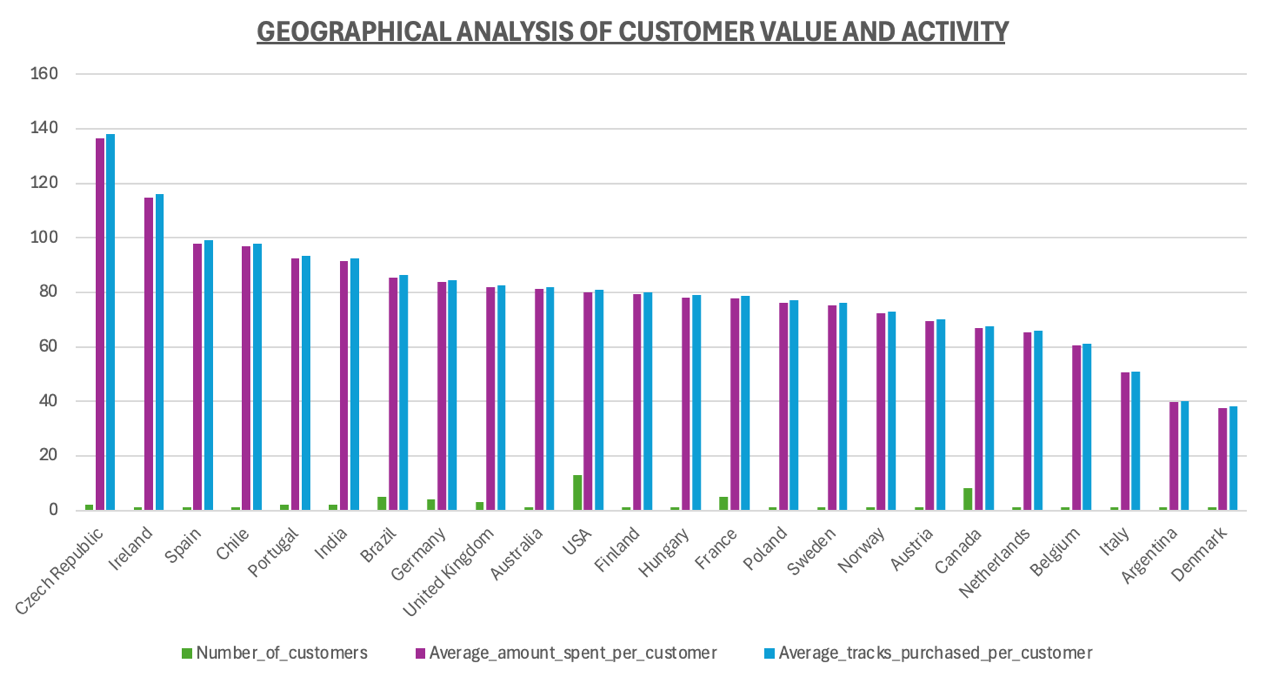 GEOGRAPHICAL ANALYSIS OF CUSTOMER VALUE AND ACTIVITY
160
140
120
100
80
60
40
20
0
Czech Republic
Ireland
Spain
Chile
Portugal
India
Brazil
Germany
United Kingdom
Australia
USA
Finland
Hungary
France
Poland
Sweden
Norway
Austria
Canada
Netherlands
Belgium
Italy
Argentina
Denmark
Number_of_customers
Average_amount_spent_per_customer
Average_tracks_purchased_per_customer